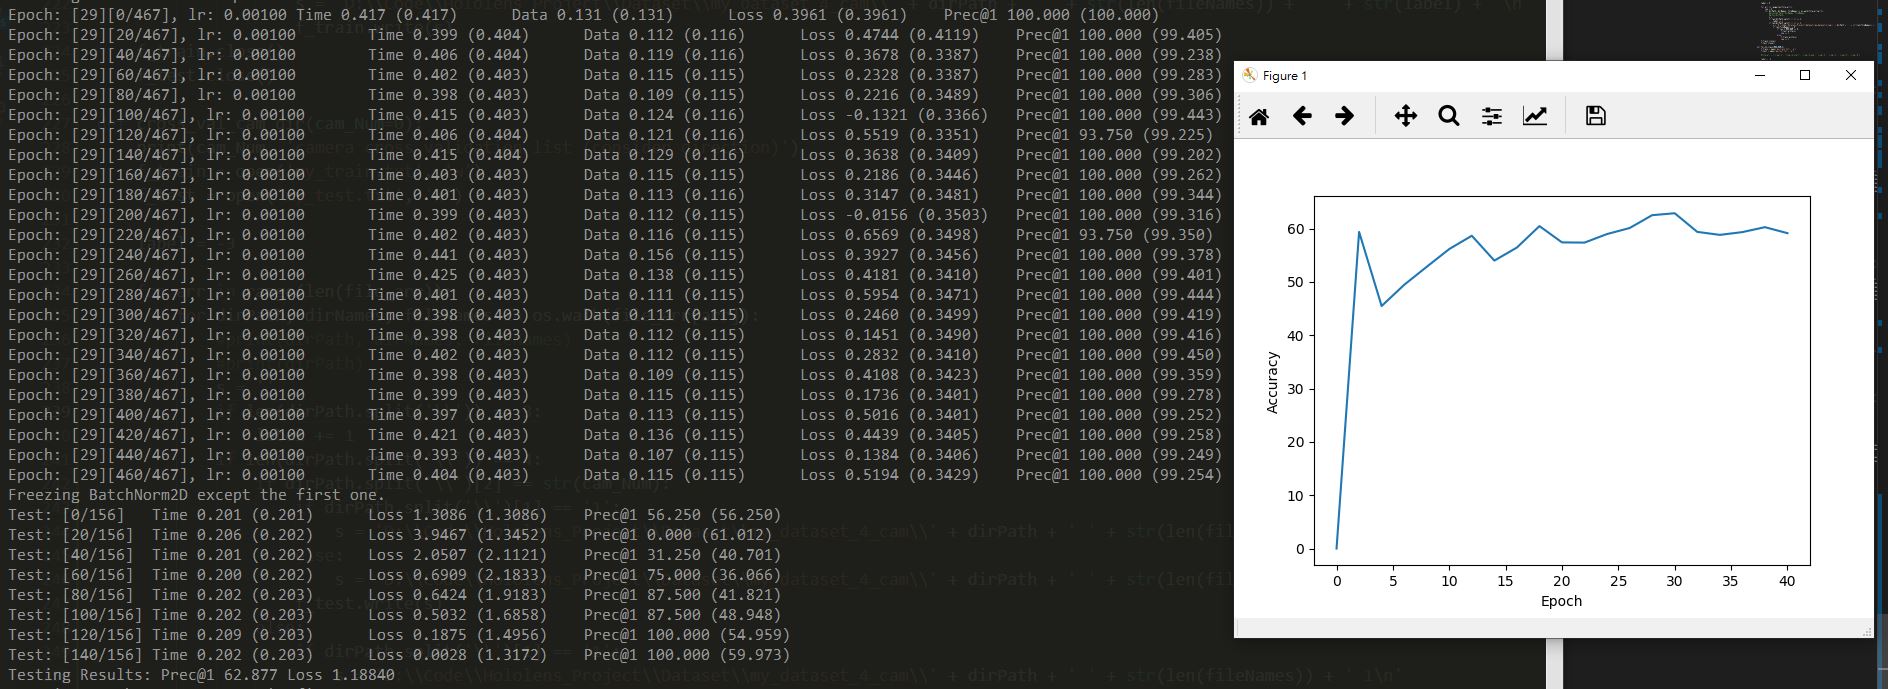 Epoch: [29][0/467], lr: 0.00100 Time 0.417 (0.417) Data 0.131 (0.131) Loss 0.3961 (0.3961) Prec@1 100.000 (100.000)
Epoch: [29][20/467], lr: 0.00100 Time 0.399 (0.404) Data 0.112 (0.116) Loss 0.4744 (0.4119) Prec@1 100.000 (99.405)
Epoch: [29][40/467], lr: 0.00100 Time 0.406 (0.404) Data 0.119 (0.116) Loss 0.3678 (0.3387) Prec@1 100.000 (99.238)
Epoch: [29][60/467], lr: 0.00100 Time 0.402 (0.403) Data 0.115 (0.115) Loss 0.2328 (0.3387) Prec@1 100.000 (99.283)
Epoch: [29][80/467], lr: 0.00100 Time 0.398 (0.403) Data 0.109 (0.115) Loss 0.2216 (0.3489) Prec@1 100.000 (99.306)
Epoch: [29][100/467], lr: 0.00100 Time 0.415 (0.403) Data 0.124 (0.116) Loss -0.1321 (0.3366) Prec@1 100.000 (99.443)
Epoch: [29][120/467], lr: 0.00100 Time 0.406 (0.404) Data 0.121 (0.116) Loss 0.5519 (0.3351) Prec@1 93.750 (99.225)
Epoch: [29][140/467], lr: 0.00100 Time 0.415 (0.404) Data 0.129 (0.116) Loss 0.3638 (0.3409) Prec@1 100.000 (99.202)
Epoch: [29][160/467], lr: 0.00100 Time 0.403 (0.403) Data 0.115 (0.115) Loss 0.2186 (0.3446) Prec@1 100.000 (99.262)
Epoch: [29][180/467], lr: 0.00100 Time 0.401 (0.403) Data 0.113 (0.116) Loss 0.3147 (0.3481) Prec@1 100.000 (99.344)
Epoch: [29][200/467], lr: 0.00100 Time 0.399 (0.403) Data 0.112 (0.115) Loss -0.0156 (0.3503) Prec@1 100.000 (99.316)
Epoch: [29][220/467], lr: 0.00100 Time 0.402 (0.403) Data 0.116 (0.115) Loss 0.6569 (0.3498) Prec@1 93.750 (99.350)
Epoch: [29][240/467], lr: 0.00100 Time 0.441 (0.403) Data 0.156 (0.115) Loss 0.3927 (0.3456) Prec@1 100.000 (99.378)
Epoch: [29][260/467], lr: 0.00100 Time 0.425 (0.403) Data 0.138 (0.115) Loss 0.4181 (0.3410) Prec@1 100.000 (99.401)
Epoch: [29][280/467], lr: 0.00100 Time 0.401 (0.403) Data 0.111 (0.115) Loss 0.5954 (0.3471) Prec@1 100.000 (99.444)
Epoch: [29][300/467], lr: 0.00100 Time 0.398 (0.403) Data 0.111 (0.115) Loss 0.2460 (0.3499) Prec@1 100.000 (99.419)
Epoch: [29][320/467], lr: 0.00100 Time 0.398 (0.403) Data 0.112 (0.115) Loss 0.1451 (0.3490) Prec@1 100.000 (99.416)
Epoch: [29][340/467], lr: 0.00100 Time 0.402 (0.403) Data 0.112 (0.115) Loss 0.2832 (0.3410) Prec@1 100.000 (99.450)
Epoch: [29][360/467], lr: 0.00100 Time 0.398 (0.403) Data 0.109 (0.115) Loss 0.4108 (0.3423) Prec@1 100.000 (99.359)
Epoch: [29][380/467], lr: 0.00100 Time 0.399 (0.403) Data 0.115 (0.115) Loss 0.1736 (0.3401) Prec@1 100.000 (99.278)
Epoch: [29][400/467], lr: 0.00100 Time 0.397 (0.403) Data 0.113 (0.115) Loss 0.5016 (0.3401) Prec@1 100.000 (99.252)
Epoch: [29][420/467], lr: 0.00100 Time 0.421 (0.403) Data 0.136 (0.115) Loss 0.4439 (0.3405) Prec@1 100.000 (99.258)
Epoch: [29][440/467], lr: 0.00100 Time 0.393 (0.403) Data 0.107 (0.115) Loss 0.1384 (0.3406) Prec@1 100.000 (99.249)
Epoch: [29][460/467], lr: 0.00100 Time 0.404 (0.403) Data 0.115 (0.115) Loss 0.5194 (0.3429) Prec@1 100.000 (99.254)
Freezing BatchNorm2D except the first one.
Test: [0/156] Time 0.201 (0.201) Loss 1.3086 (1.3086) Prec@1 56.250 (56.250)
Test: [20/156] Time 0.206 (0.202) Loss 3.9467 (1.3452) Prec@1 0.000 (61.012)
Test: [40/156] Time 0.201 (0.202) Loss 2.0507 (2.1121) Prec@1 31.250 (40.701)
Test: [60/156] Time 0.200 (0.202) Loss 0.6909 (2.1833) Prec@1 75.000 (36.066)
Test: [80/156] Time 0.202 (0.203) Loss 0.6424 (1.9183) Prec@1 87.500 (41.821)
Test: [100/156] Time 0.202 (0.203) Loss 0.5032 (1.6858) Prec@1 87.500 (48.948)
Test: [120/156] Time 0.209 (0.203) Loss 0.1875 (1.4956) Prec@1 100.000 (54.959)
Test: [140/156] Time 0.202 (0.203) Loss 0.0028 (1.3172) Prec@1 100.000 (59.973)
Testing Results: Prec@1 62.877 Loss 1.18840
Figure 1
60
50
40
30
20
10
0
Accuracy
0 5 10 15 20 25 30 35 40
Epoch